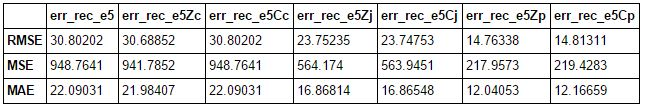 err_rec_e5 err_rec_e5Zc err_rec_e5Cc err_rec_e5Zj err_rec_e5Cj err_rec_e5Zp err_rec_e5Cp
RMSE 30.80202 30.68852 30.80202 23.75235 23.74753 14.76338 14.81311
MSE 948.7641 941.7852 948.7641 564.174 563.9451 217.9573 219.4283
MAE 22.09031 21.98407 22.09031 16.86814 16.86548 12.04053 12.16659